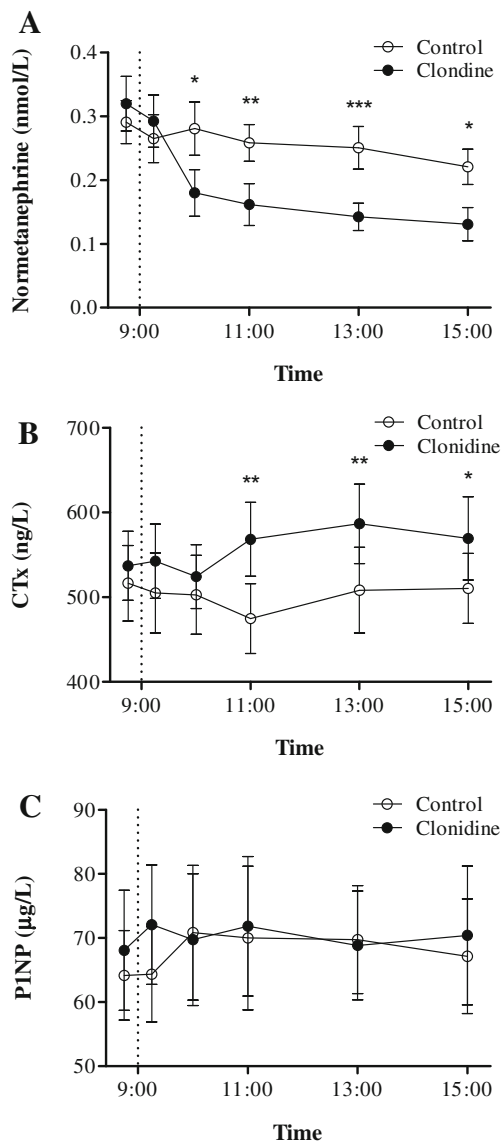 A
Control
Clondine
Normetanephrine (nmol/L)
0.4
0.3
0.2
0.1
0.0
*
**
***
*
9:00 11:00 13:00 15:00
Time
B
Control
Clonidine
CTx (ng/L)
700
600
500
400
**
**
*
9:00 11:00 13:00 15:00
Time
C
Control
Clonidine
P1NP (µg/L)
90
80
70
60
50
9:00 11:00 13:00 15:00
Time